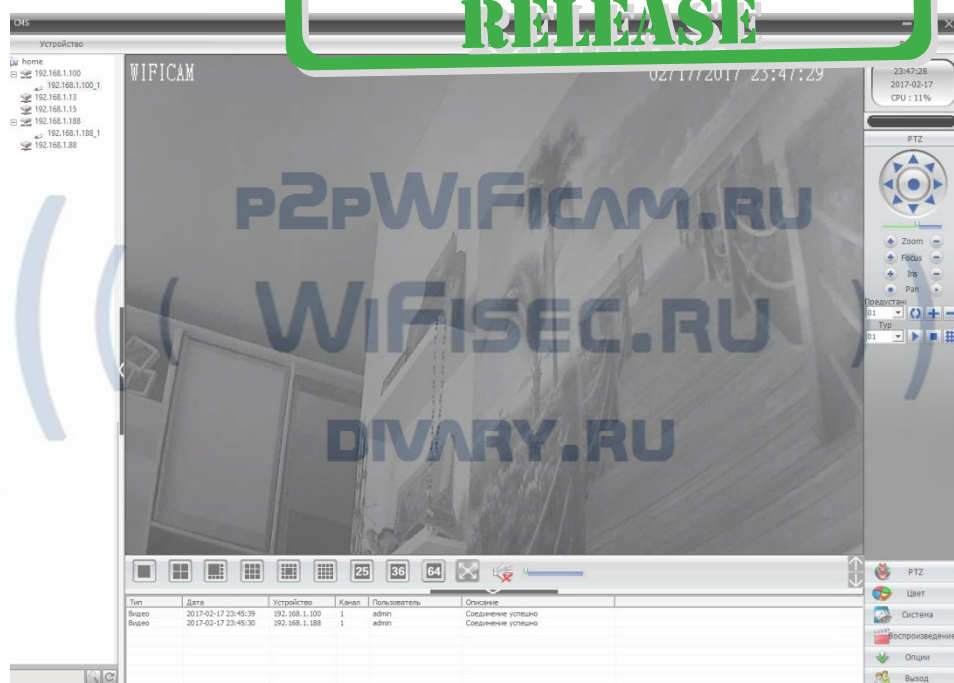 RELEASE
CMS
Устройство
home
192.168.1.100
192.168.1.100_1
192.168.1.13
192.168.1.15
192.168.1.188
192.168.1.188_1
192.168.1.88
WIFICAM
02/17/2017 23:47:29
23:47:28
2017-02-17
CPU : 11%
PTZ
Zoom
Focus
Iris
Pan
Предустан
01
Тур
01
P2PWIFICAM.RU
WIFISEC.RU
DIVARY.RU
25 36 64
Тип Дата Устройство Канал Пользователь Описание
Видео 2017-02-17 23:45:39 192.168.1.100 1 admin Соединение успешно
Видео 2017-02-17 23:45:30 192.168.1.188 1 admin Соединение успешно
PTZ
Цвет
Система
Воспроизведение
Опции
Выход